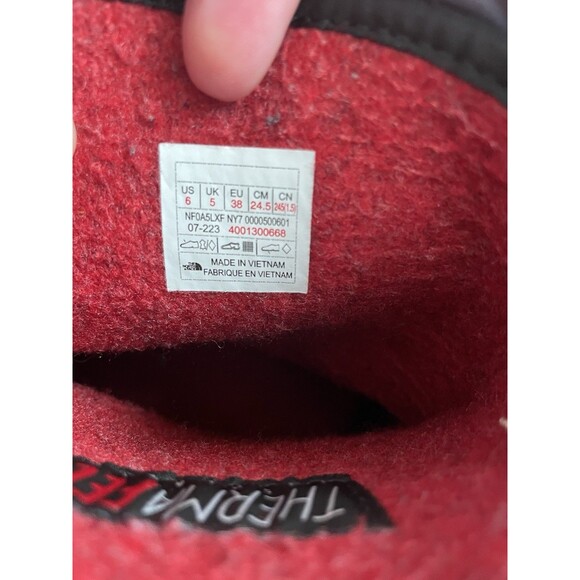 US UK EU CM CN
6 5 38 24.5 245(1.5)
NF0A5LXF NY7 0000500601
07-223 4001300668
MADE IN VIETNAM
FABRIQUE EN VIETNAM
THERMA